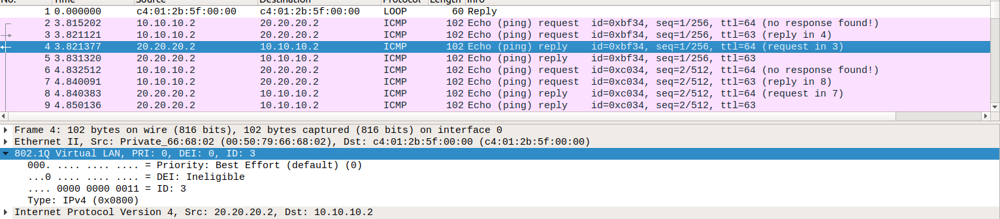 No. Time Source Destination Protocol Length Info
1 0.000000 c4:01:2b:5f:00:00 c4:01:2b:5f:00:00 LOOP 60 Reply
2 3.815202 10.10.10.2 20.20.20.2 ICMP 102 Echo (ping) request id=0xbf34, seq=1/256, ttl=64 (no response found!)
3 3.821121 10.10.10.2 20.20.20.2 ICMP 102 Echo (ping) request id=0xbf34, seq=1/256, ttl=63 (reply in 4)
4 3.821377 20.20.20.2 10.10.10.2 ICMP 102 Echo (ping) reply id=0xbf34, seq=1/256, ttl=64 (request in 3)
5 3.831320 20.20.20.2 10.10.10.2 ICMP 102 Echo (ping) reply id=0xbf34, seq=1/256, ttl=63
6 4.832512 10.10.10.2 20.20.20.2 ICMP 102 Echo (ping) request id=0xc034, seq=2/512, ttl=64 (no response found!)
7 4.840091 10.10.10.2 20.20.20.2 ICMP 102 Echo (ping) request id=0xc034, seq=2/512, ttl=63 (reply in 8)
8 4.840383 20.20.20.2 10.10.10.2 ICMP 102 Echo (ping) reply id=0xc034, seq=2/512, ttl=64 (request in 7)
9 4.850136 20.20.20.2 10.10.10.2 ICMP 102 Echo (ping) reply id=0xc034, seq=2/512, ttl=63
Frame 4: 102 bytes on wire (816 bits), 102 bytes captured (816 bits) on interface 0
Ethernet II, Src: Private_66:68:02 (00:50:79:66:68:02), Dst: c4:01:2b:5f:00:00 (c4:01:2b:5f:00:00)
802.1Q Virtual LAN, PRI: 0, DEI: 0, ID: 3
000. .... .... .... = Priority: Best Effort (default) (0)
...0 .... .... .... = DEI: Ineligible
.... 0000 0000 0011 = ID: 3
Type: IPv4 (0x0800)
Internet Protocol Version 4, Src: 20.20.20.2, Dst: 10.10.10.2